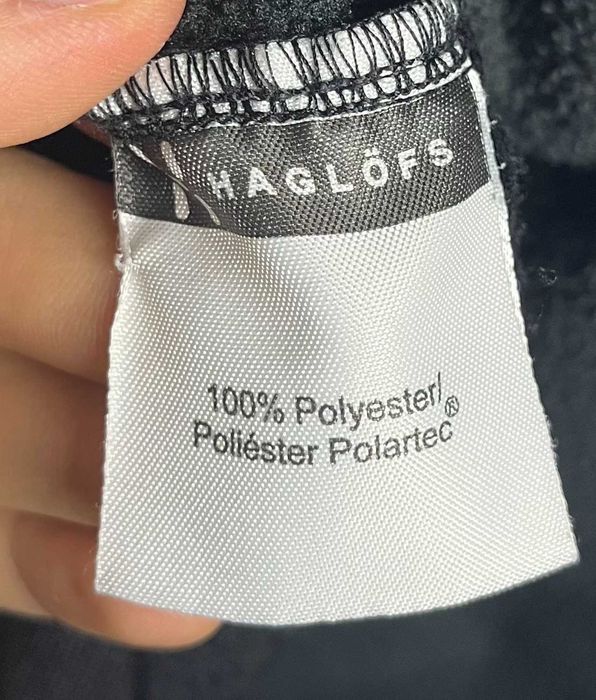 HAGLÖFS
100% Polyester/
Poliéster Polartec®